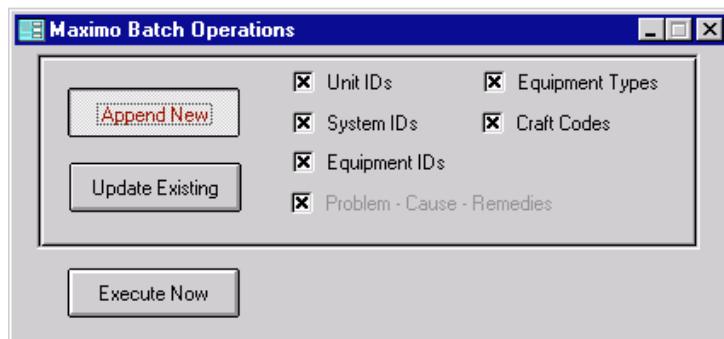 Maximo Batch Operations
Append New
Update Existing
Unit IDs
Equipment Types
System IDs
Craft Codes
Equipment IDs
Problem - Cause - Remedies
Execute Now